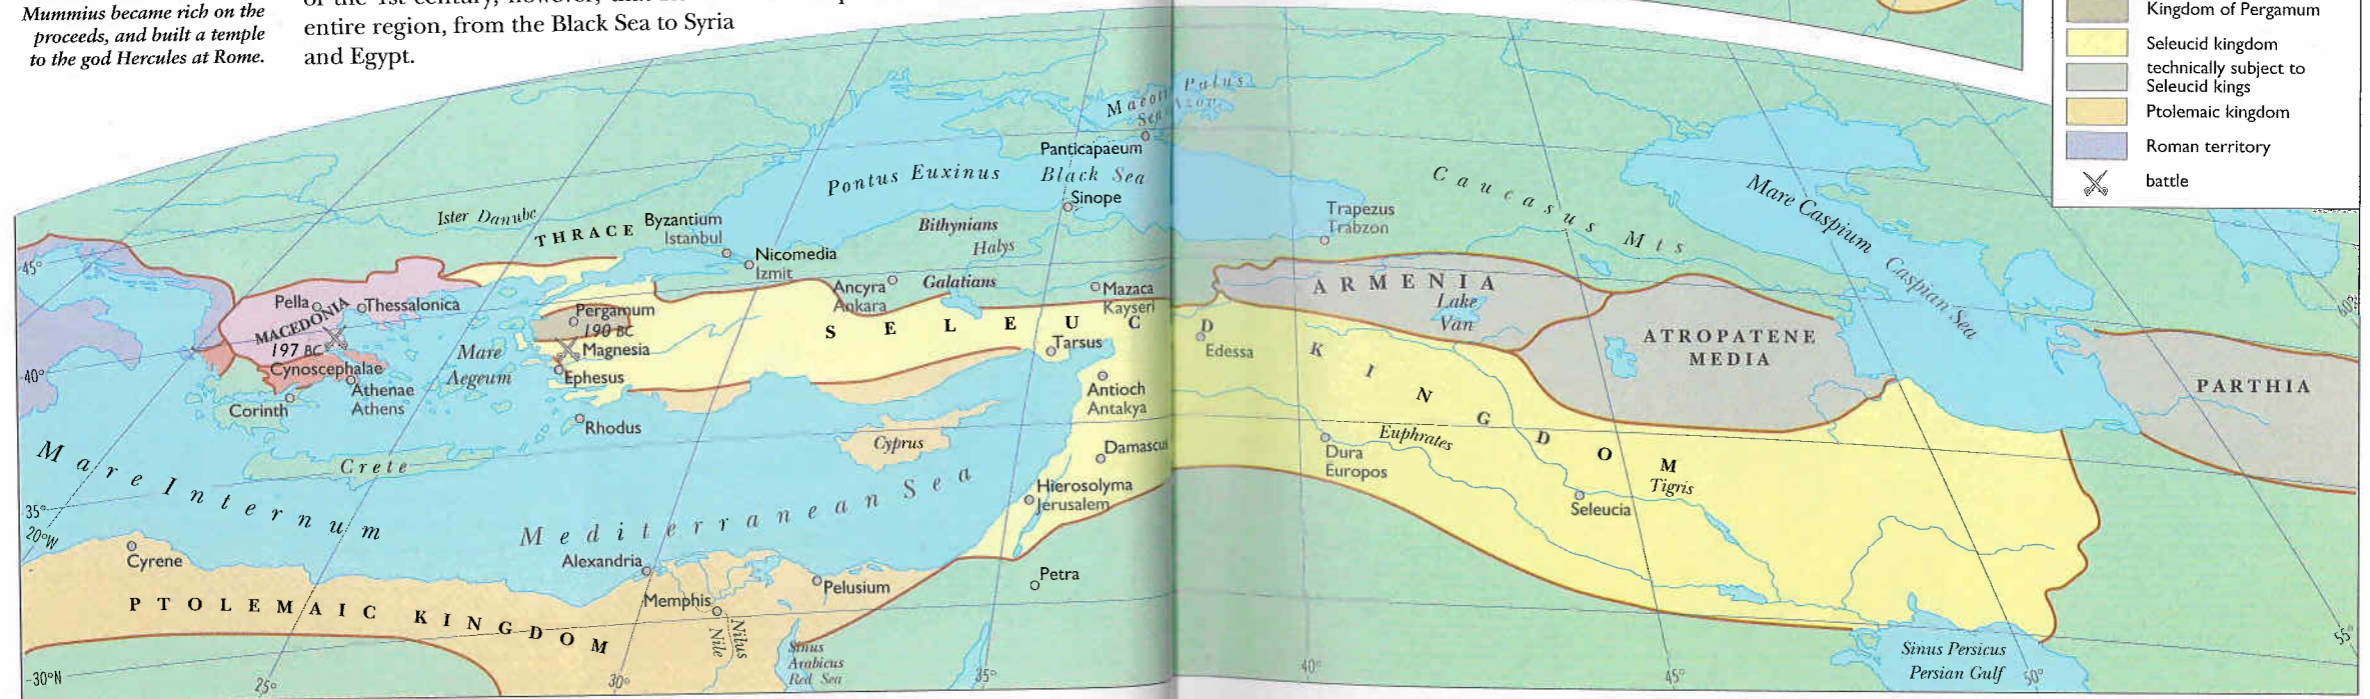 Mummius became rich on the
proceeds, and built a temple
to the god Hercules at Rome.
entire region, from the Black Sea to Syria
and Egypt.
Kingdom of Pergamum
Seleucid kingdom
technically subject to
Seleucid kings
Ptolemaic kingdom
Roman territory
battle
Palus
Panticapaeum
Pontus Euxinus
Black Sea
Sinope
Caucasus Mts
Mare Caspium
Caspian Sea
Trapezus
Trabzon
Ister Danube
THRACE
Byzantium
Istanbul
Nicomedia
Izmit
Bithynians
Halys
Galatians
Ancyra
Ankara
Mazaca
Kayseri
ARMENIA
Lake
Van
ATROPATENE
MEDIA
PARTHIA
Pella
Thessalonica
MACEDONIA
197 BC
Cynoscephalae
Athenae
Athens
Corinth
Mare
Aegeum
Pergamum
190 BC
Magnesia
Ephesus
Rhodus
SELEUCID KINGDOM
Tarsus
Edessa
Antioch
Antakya
Cyprus
Crete
Damascus
Euphrates
Dura
Europos
Tigris
Seleucia
Hierosolyma
Jerusalem
Mare Internum
Mediterranean Sea
Cyrene
Alexandria
Pelusium
Petra
PTOLEMAIC KINGDOM
Memphis
Nilus
Nile
Sinus
Arabicus
Red Sea
Sinus Persicus
Persian Gulf
45°
40°
35°
20°W
30°N
25°
30°
35°
40°
45°
50°
55°
60°